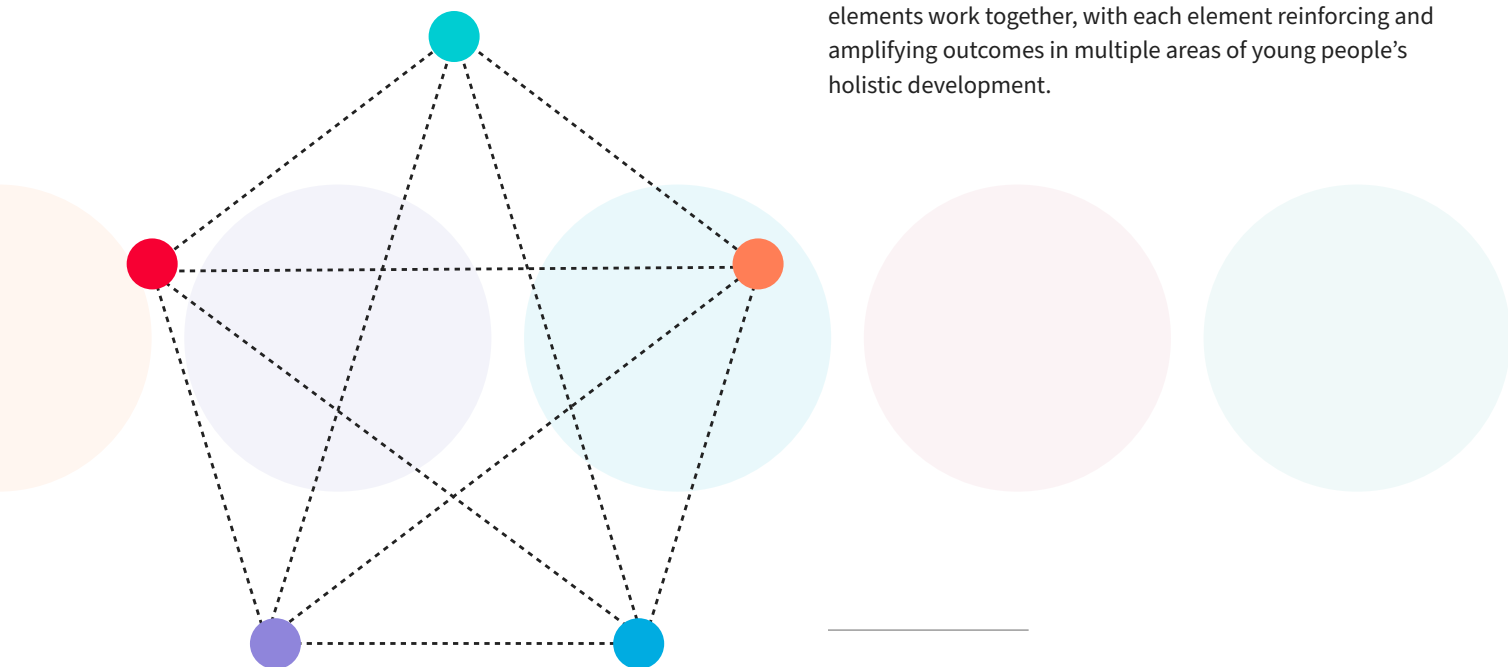 elements work together, with each element reinforcing and
amplifying outcomes in multiple areas of young people’s
holistic development.